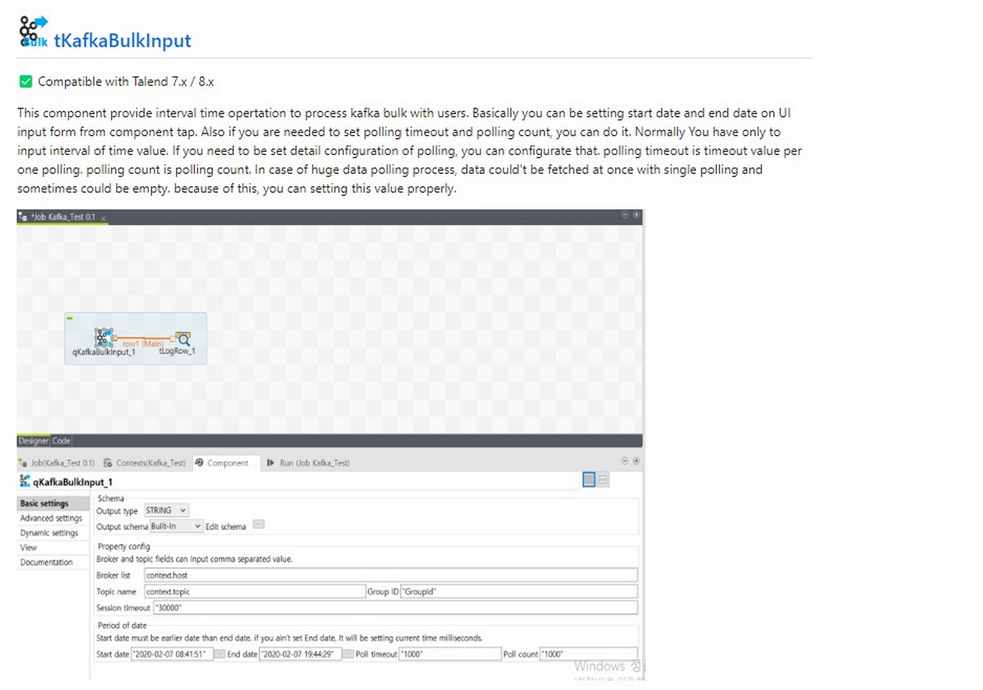 Bulk tKafkaBulkInput
Compatible with Talend 7.x / 8.x
This component provide interval time opertation to process kafka bulk with users. Basically you can be setting start date and end date on UI
input form from component tap. Also if you are needed to set polling timeout and polling count, you can do it. Normally You have only to
input interval of time value. If you need to be set detail configuration of polling, you can configurate that. polling timeout is timeout value per
one polling. polling count is polling count. In case of huge data polling process, data could't be fetched at once with single polling and
sometimes could be empty. because of this, you can setting this value properly.
*Job Kafka_Test 0.1
row1 (Main)
qKafkaBulkInput_1 tLogRow_1
Designer Code
Job(Kafka_Test 0.1) Contexts(Kafka_Test) Component Run (Job Kafka_Test)
qKafkaBulkInput_1
Basic settings
Advanced settings
Dynamic settings
View
Documentation
Schema
Output type STRING
Output schema Built-In Edit schema
Property config
Broker and topic fields can input comma separated value.
Broker list context.host
Topic name context.topic Group ID "GroupId"
Session timeout "30000"
Period of date
Start date must be earlier date than end date. if you ain't set End date. It will be setting current time milliseconds.
Start date "2020-02-07 08:41:51" End date "2020-02-07 19:44:29" Poll timeout "1000" Poll count "1000"
Windows